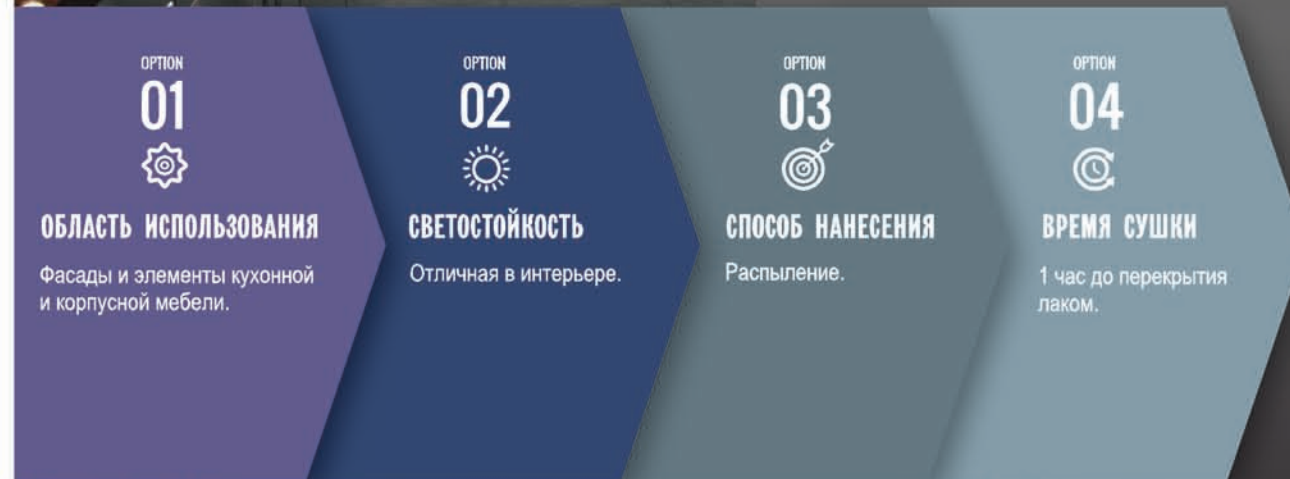 OPTION
01
ОБЛАСТЬ ИСПОЛЬЗОВАНИЯ
Фасады и элементы кухонной
и корпусной мебели.
OPTION
02
СВЕТОСТОЙКОСТЬ
Отличная в интерьере.
OPTION
03
СПОСОБ НАНЕСЕНИЯ
Распыление.
OPTION
04
ВРЕМЯ СУШКИ
1 час до перекрытия
лаком.